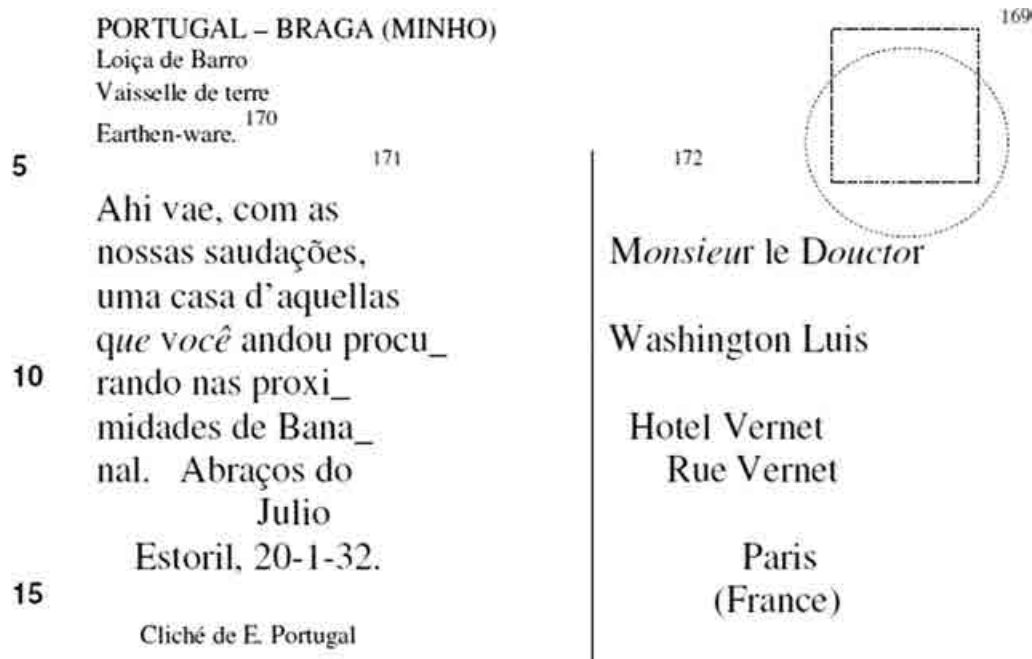 169
PORTUGAL – BRAGA (MINHO)
Loiça de Barro
Vaisselle de terre
Earthen-ware. 170
5
171
Ahi vae, com as
nossas saudações,
uma casa d'aquellas
que você andou procu_
10 rando nas proxi_
midades de Bana_
nal. Abraços do
Julio
Estoril, 20-1-32.
15
Cliché de E. Portugal
172
Monsieur le Douctor
Washington Luis
Hotel Vernet
Rue Vernet
Paris
(France)